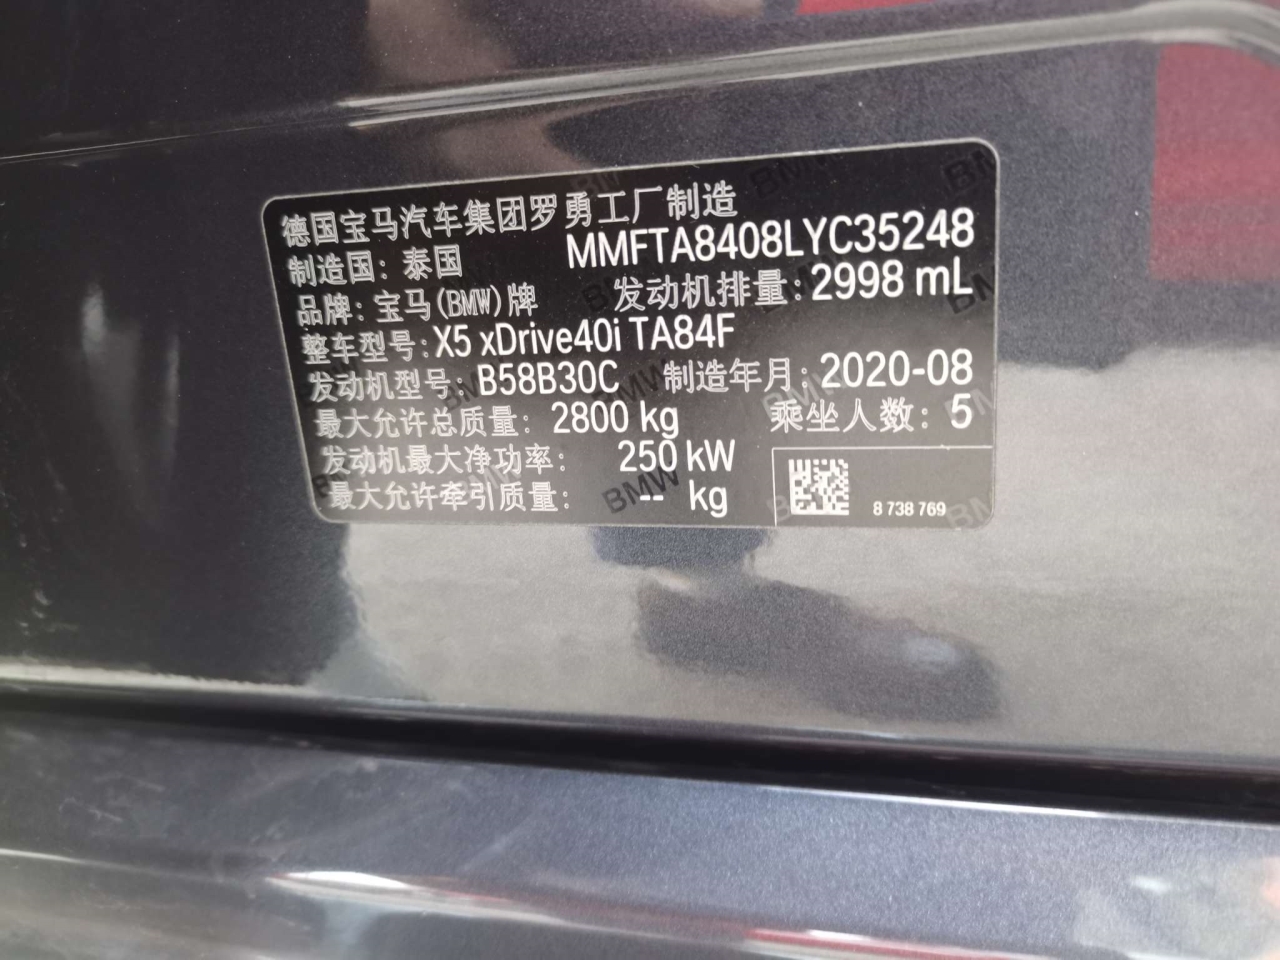 德国宝马汽车集团罗勇工厂制造
制造国：泰国 MMFTA8408LYC35248
品牌：宝马(BMW)牌 发动机排量：2998 mL
整车型号：X5 xDrive40i TA84F
发动机型号：B58B30C 制造年月：2020-08
最大允许总质量：2800 kg 乘坐人数：5
发动机最大净功率：250 kW
最大允许牵引质量：-- kg
8 738 769